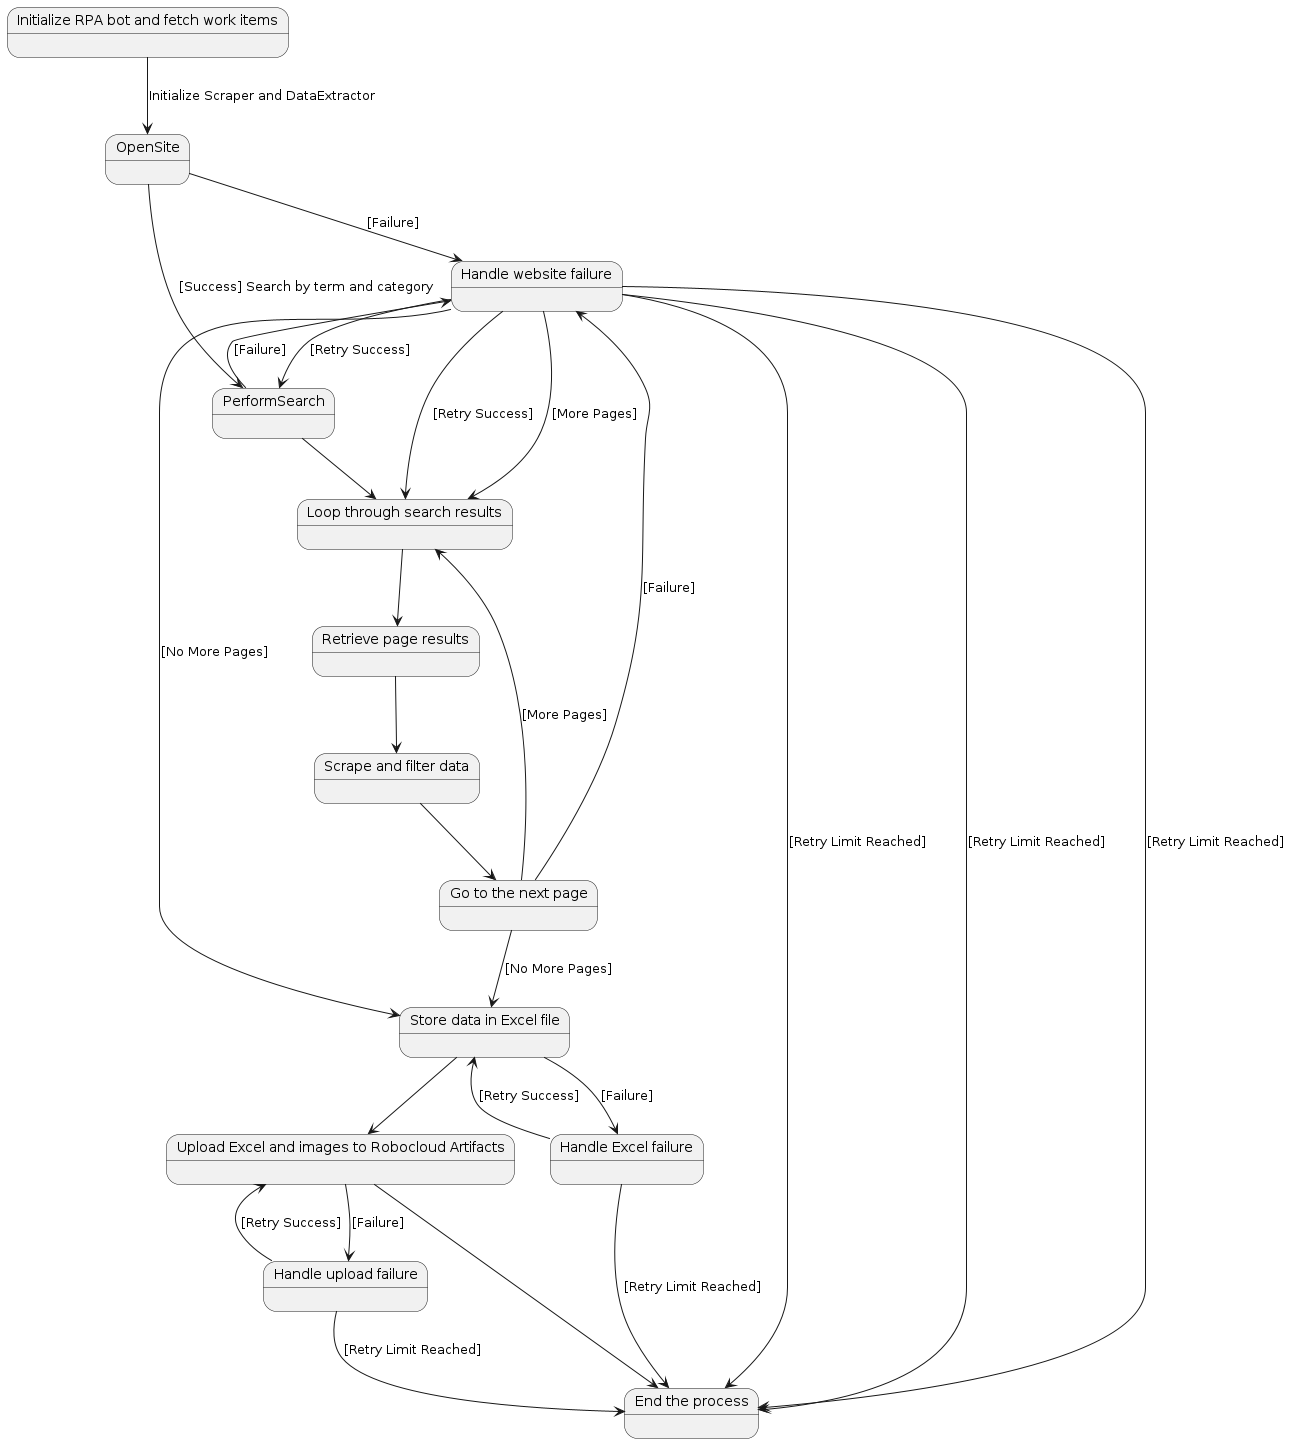 Initialize RPA bot and fetch work items
Initialize Scraper and DataExtractor
OpenSite
[Failure]
Handle website failure
[Success] Search by term and category
[Failure]
[Retry Success]
PerformSearch
[Retry Success]
[More Pages]
Loop through search results
[Failure]
Retrieve page results
[No More Pages]
[More Pages]
Scrape and filter data
[Retry Limit Reached]
[Retry Limit Reached]
[Retry Limit Reached]
Go to the next page
[No More Pages]
Store data in Excel file
[Retry Success]
[Failure]
Upload Excel and images to Robocloud Artifacts
Handle Excel failure
[Retry Success]
[Failure]
Handle upload failure
[Retry Limit Reached]
[Retry Limit Reached]
End the process